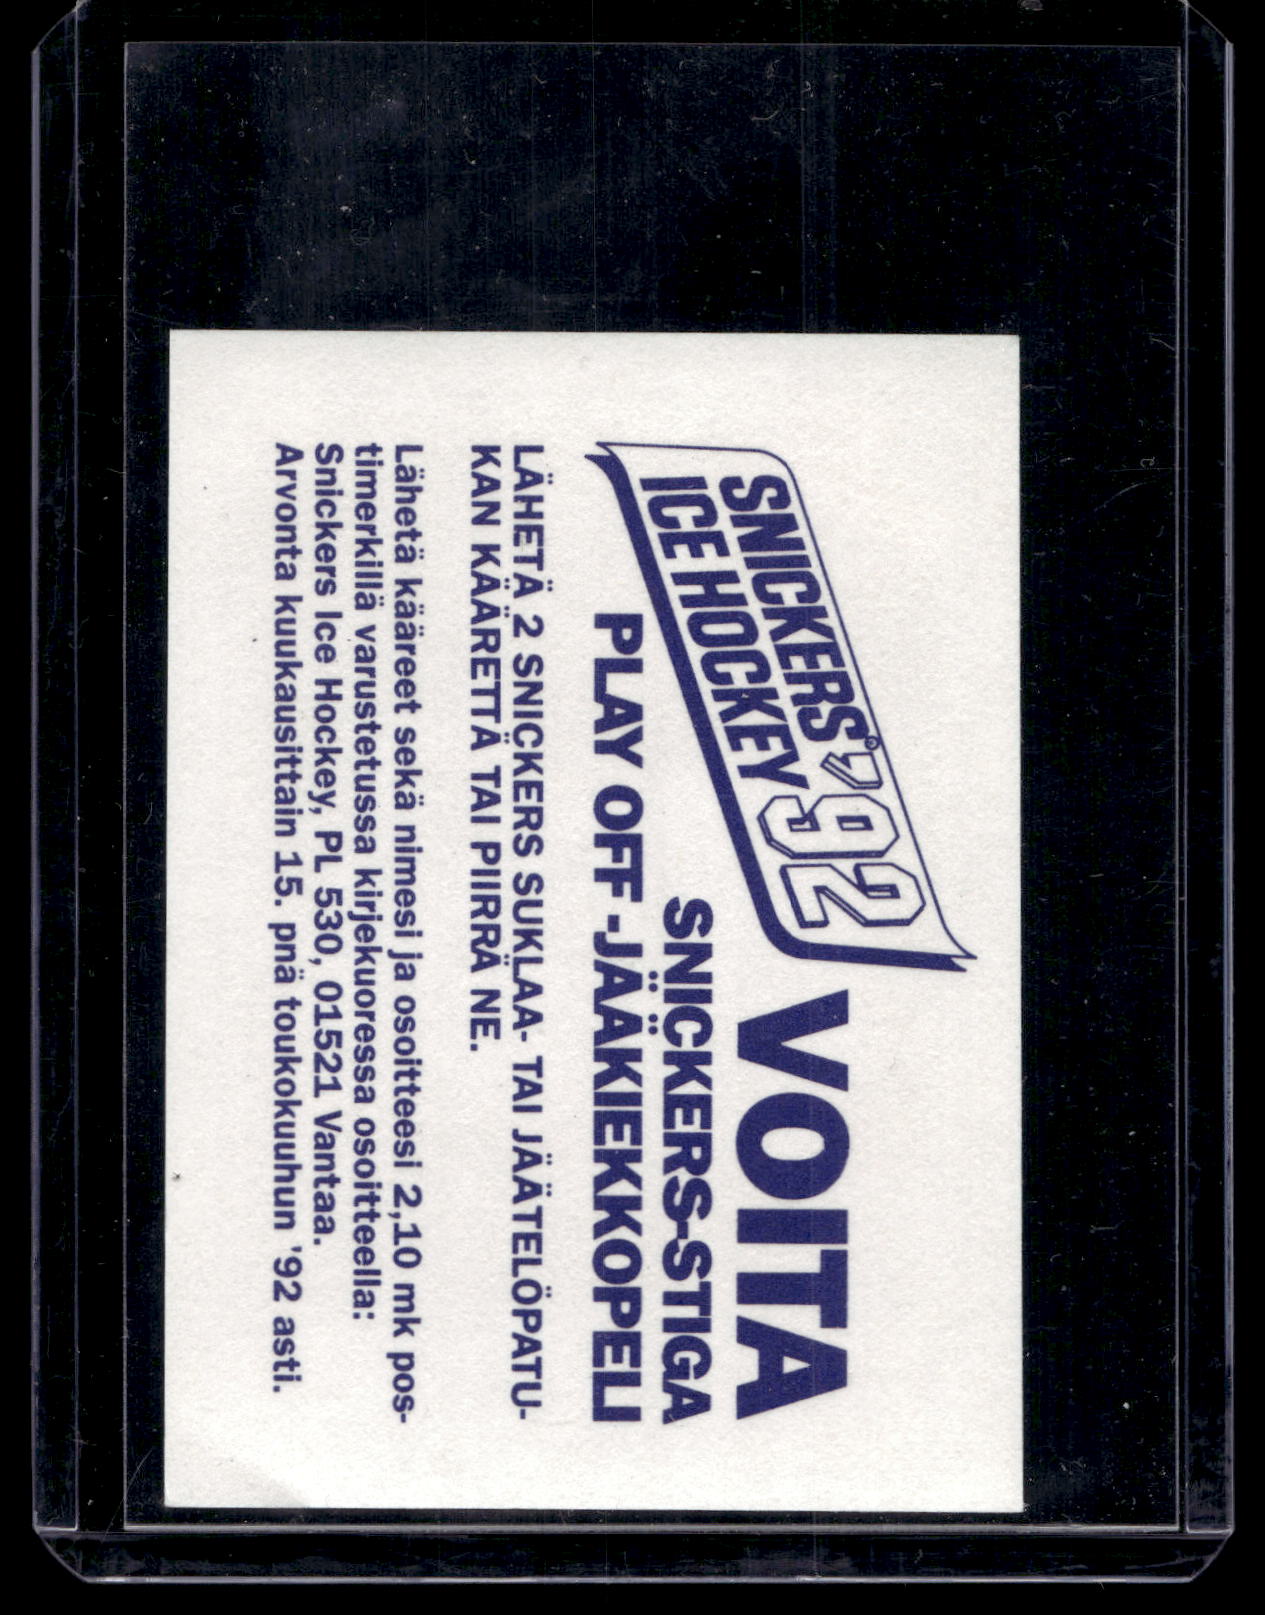 SNICKERS® '92
ICE HOCKEY
VOITA
SNICKERS-STIGA
PLAY OFF -JÄÄKIEKKOPELI
LÄHETÄ 2 SNICKERS SUKLAA- TAI JÄÄTELÖPATU-
KAN KÄÄRETTÄ TAI PIIRRÄ NE.
Lähetä kääreet sekä nimesi ja osoitteesi 2,10 mk pos-
timerkillä varustetussa kirjekuoressa osoitteella:
Snickers Ice Hockey, PL 530, 01521 Vantaa.
Arvonta kuukausittain 15. pnä toukokuuhun '92 asti.